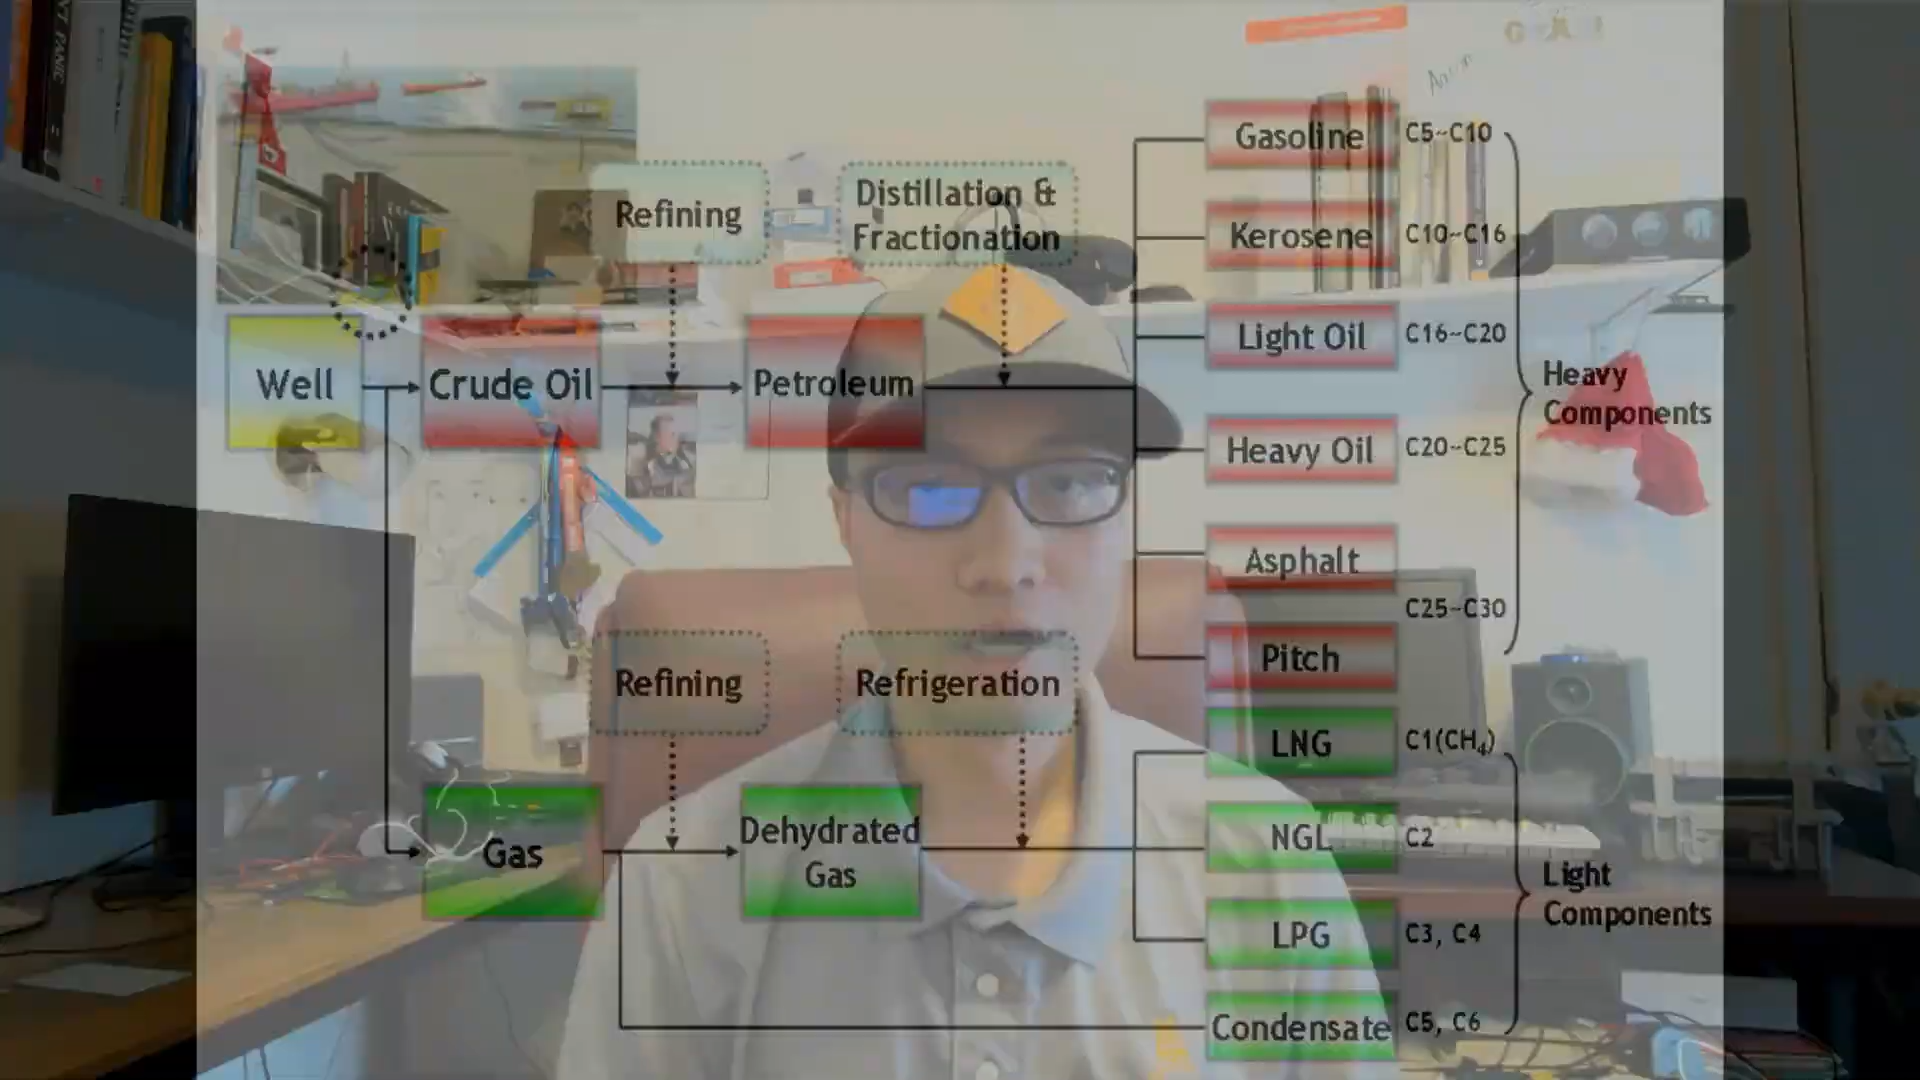 PANIC
Refining
Distillation &
Fractionation
Gasoline
C5~C10
Kerosene
C10~C16
Light Oil
C16~C20
Well
Crude Oil
Petroleum
Heavy
Components
Heavy Oil
C20~C25
Asphalt
C25~C30
Pitch
Refining
Refrigeration
LNG
C1(CH₄)
Gas
Dehydrated
Gas
NGL
C2
LPG
C3, C4
Light
Components
Condensate
C5, C6